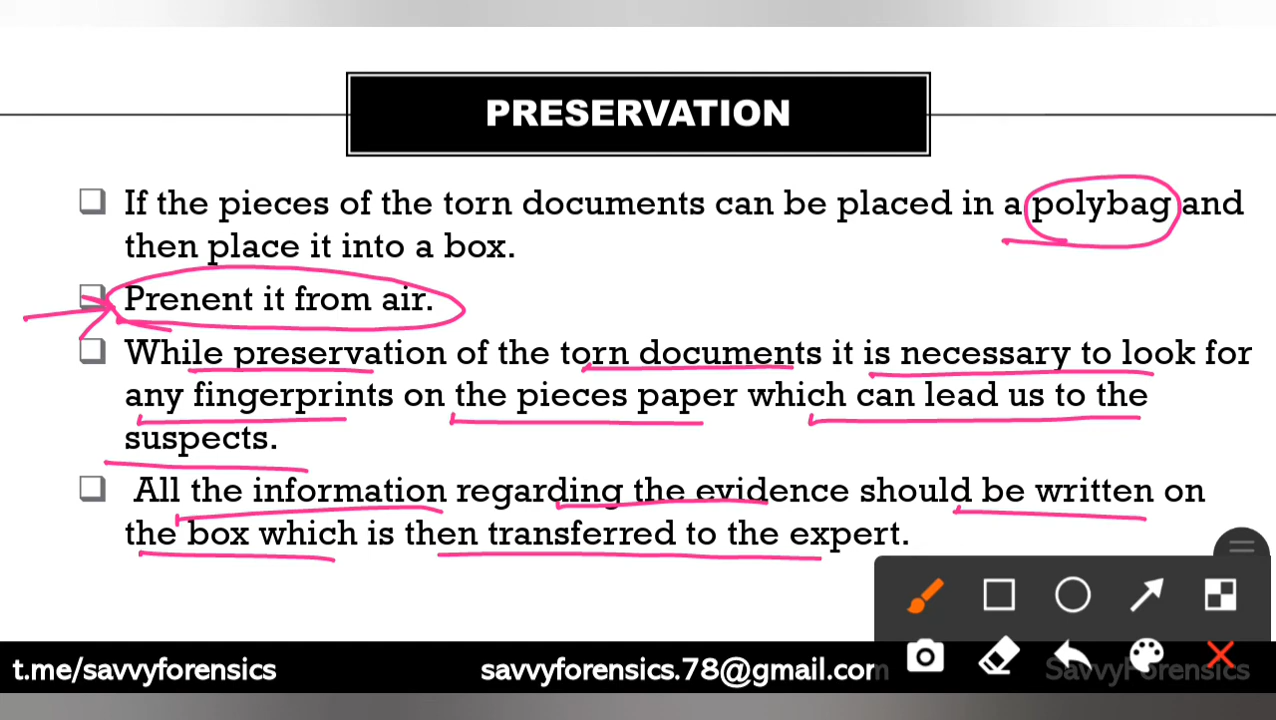 PRESERVATION
If the pieces of the torn documents can be placed in a polybag and
then place it into a box.
Prenent it from air.
While preservation of the torn documents it is necessary to look for
any fingerprints on the pieces paper which can lead us to the
suspects.
All the information regarding the evidence should be written on
the box which is then transferred to the expert.
t.me/savvyforensics savvyforensics.78@gmail.com SavvyForensics